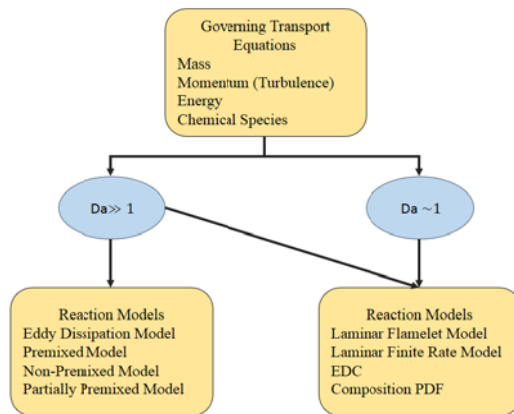 Governing Transport
Equations
Mass
Momentum (Turbulence)
Energy
Chemical Species
Da≫ 1
Da ~1
Reaction Models
Eddy Dissipation Model
Premixed Model
Non-Premixed Model
Partially Premixed Model
Reaction Models
Laminar Flamelet Model
Laminar Finite Rate Model
EDC
Composition PDF